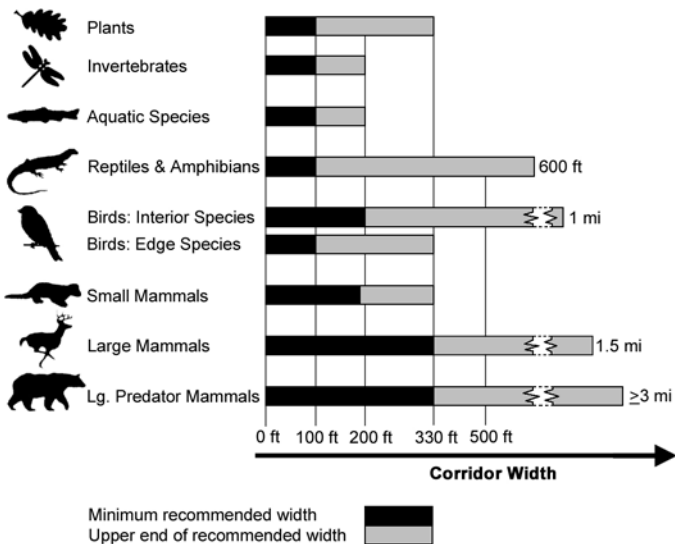 Plants
Invertebrates
Aquatic Species
Reptiles & Amphibians
600 ft
Birds: Interior Species
1 mi
Birds: Edge Species
Small Mammals
Large Mammals
1.5 mi
Lg. Predator Mammals
≥3 mi
0 ft 100 ft 200 ft 330 ft 500 ft
Corridor Width
Minimum recommended width
Upper end of recommended width